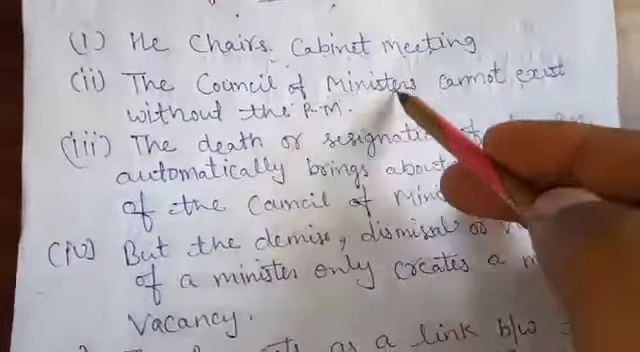 (i) He Chairs Cabinet meeting
(ii) The Council of Ministers cannot exist
without the P.M.
(iii) The death or
automatically brings about
of the Council of
(iv) But the demise, dismissal or
of a minister only creates a
vacancy.
as a link b/w